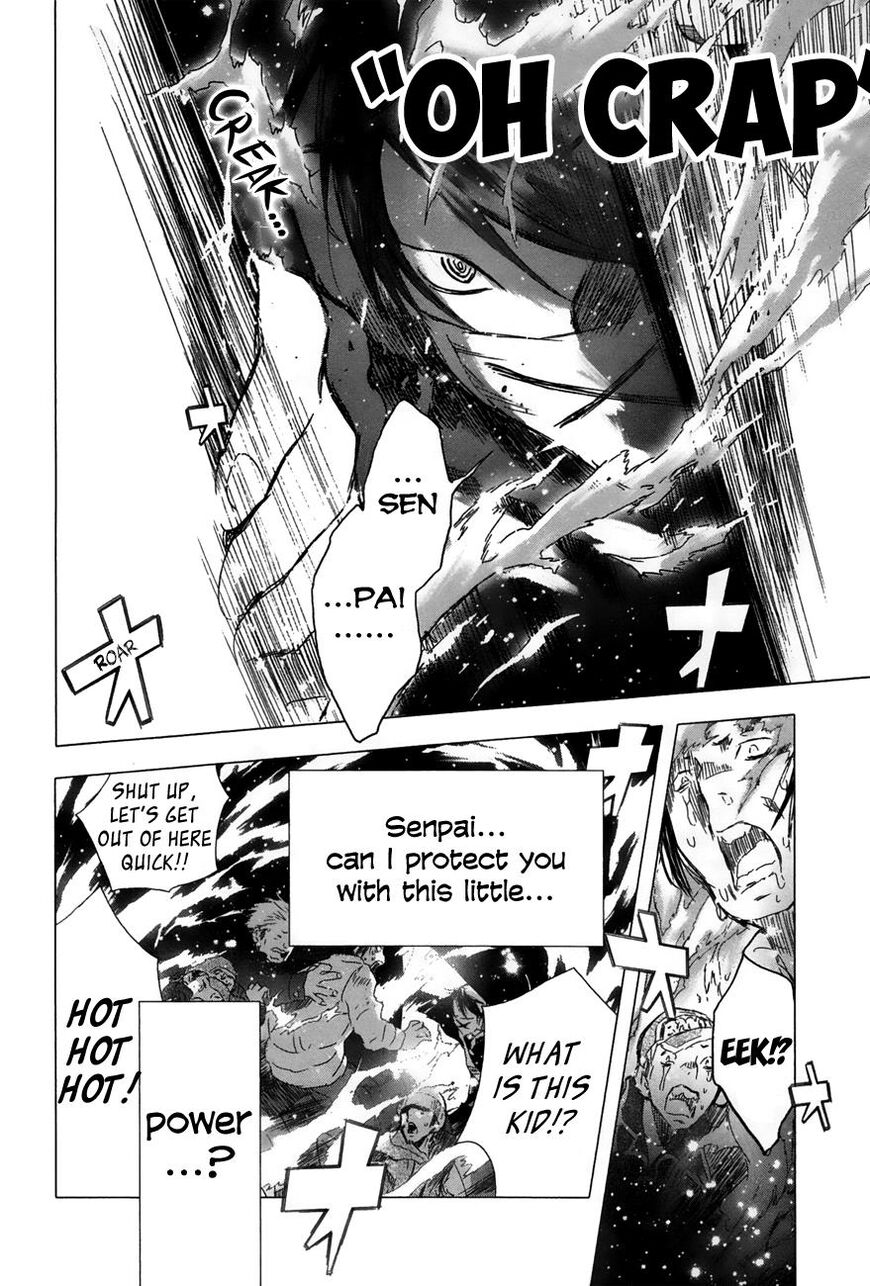 "OH CRAP"
CREAK...
...
SEN
...PAI
......
ROAR
EEK!?
WHAT
IS THIS
KID!?
Senpai...
can I protect you
with this little...
SHUT UP,
LET'S GET
OUT OF HERE
QUICK!!
HOT
HOT
HOT!
power
...?